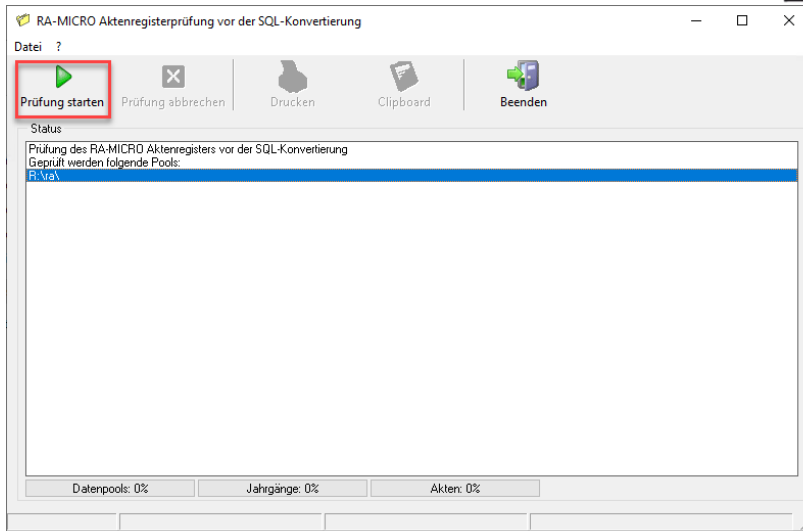 RA-MICRO Aktenregisterprüfung vor der SQL-Konvertierung
Datei ?
Prüfung starten Prüfung abbrechen Drucken Clipboard Beenden
Status
Prüfung des RA-MICRO Aktenregisters vor der SQL-Konvertierung
Geprüft werden folgende Pools:
R:\ra\
Datenpools: 0% Jahrgänge: 0% Akten: 0%